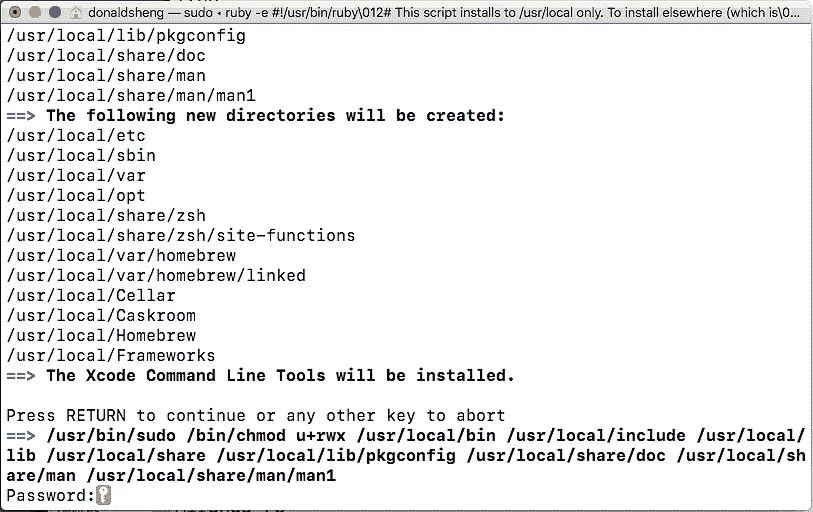 donaldsheng — sudo ◂ ruby -e #!/usr/bin/ruby\012# This script installs to /usr/local only. To install elsewhere (which is\0...
/usr/local/lib/pkgconfig
/usr/local/share/doc
/usr/local/share/man
/usr/local/share/man/man1
==> The following new directories will be created:
/usr/local/etc
/usr/local/sbin
/usr/local/var
/usr/local/opt
/usr/local/share/zsh
/usr/local/share/zsh/site-functions
/usr/local/var/homebrew
/usr/local/var/homebrew/linked
/usr/local/Cellar
/usr/local/Caskroom
/usr/local/Homebrew
/usr/local/Frameworks
==> The Xcode Command Line Tools will be installed.
Press RETURN to continue or any other key to abort
==> /usr/bin/sudo /bin/chmod u+rwx /usr/local/bin /usr/local/include /usr/local/
lib /usr/local/share /usr/local/lib/pkgconfig /usr/local/share/doc /usr/local/sh
are/man /usr/local/share/man/man1
Password: